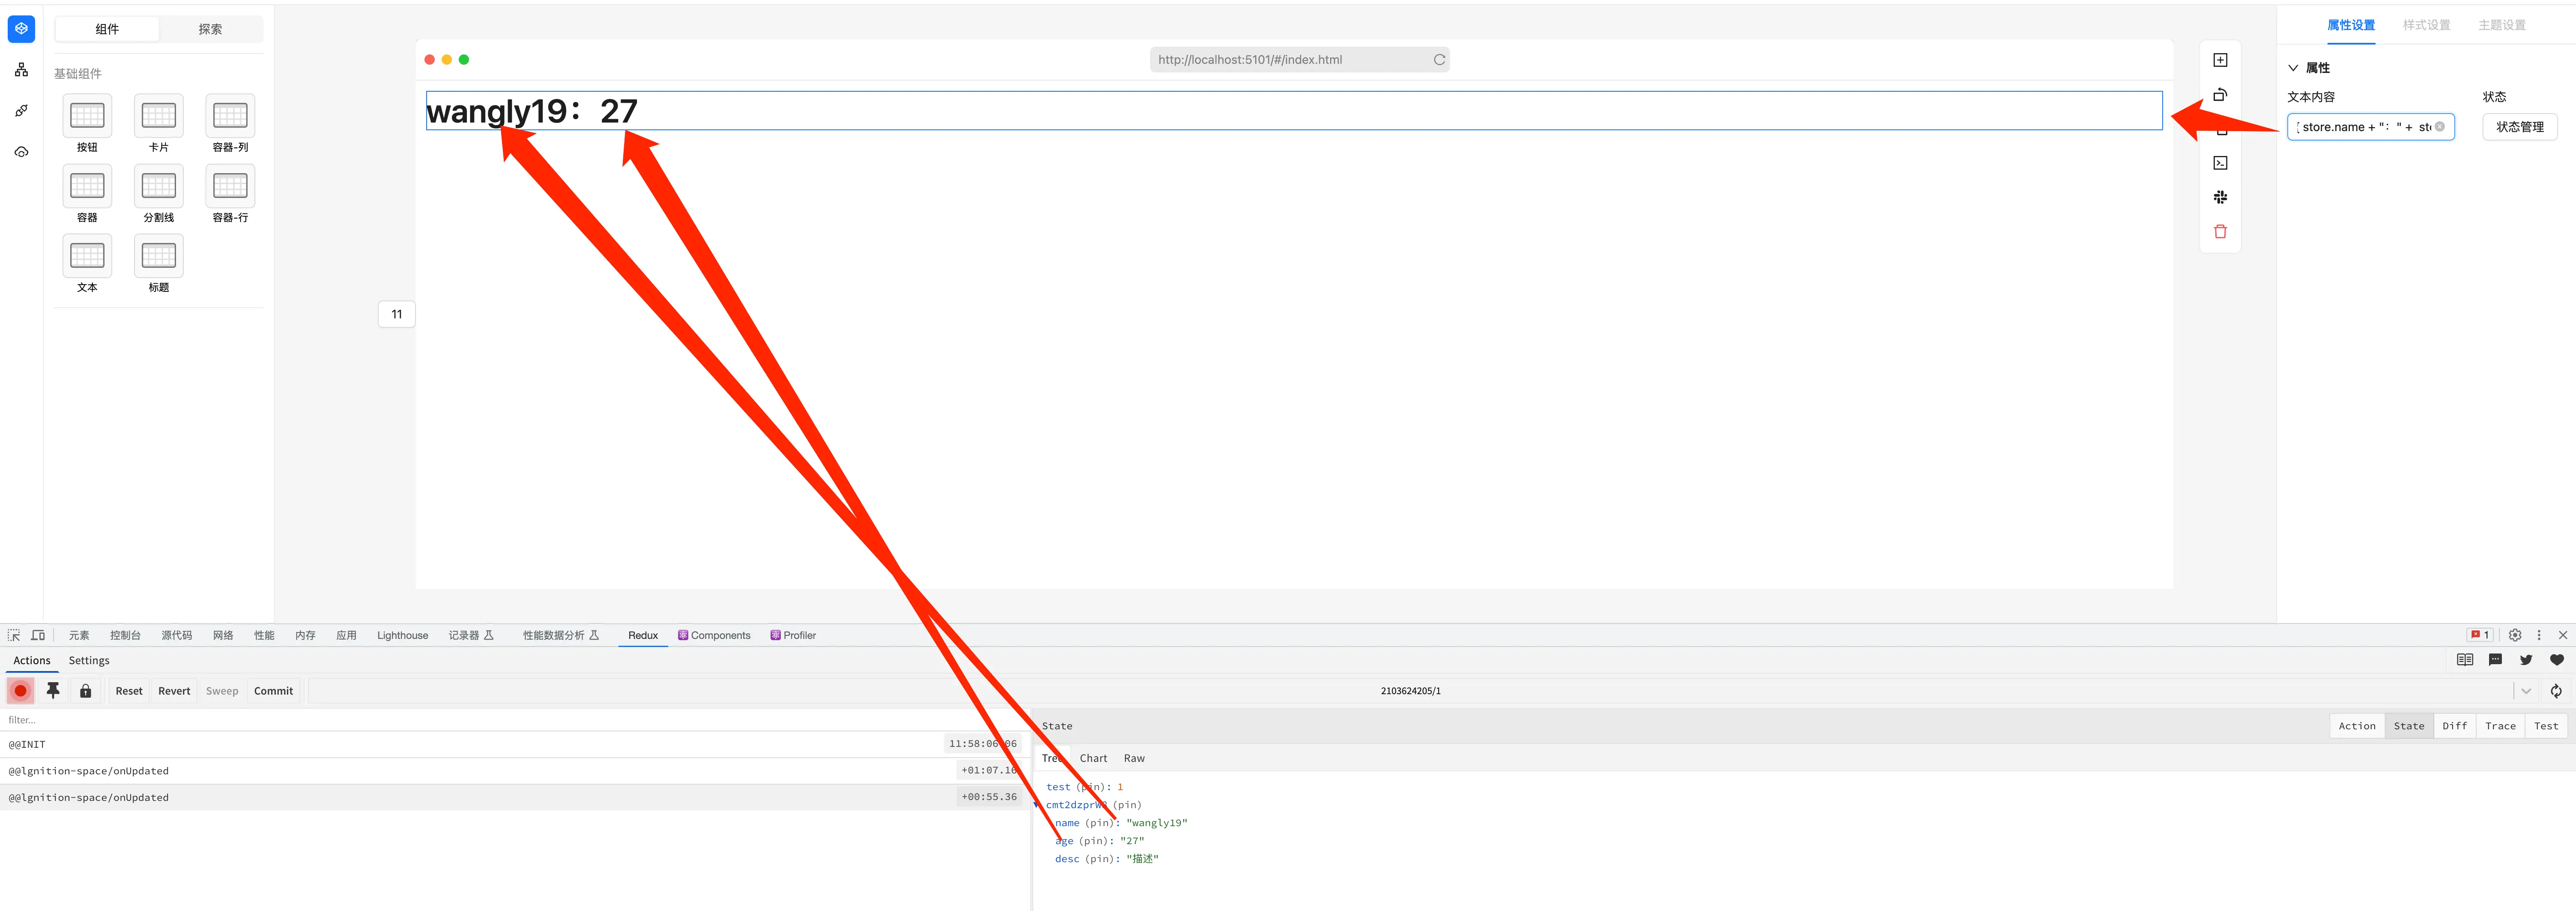 组件 探索
基础组件
按钮 卡片 容器-列
容器 分割线 容器-行
文本 标题
11
http://localhost:5101/#/index.html
wangly19：27
属性设置 样式设置 主题设置
属性
文本内容 状态
store.name + "：" + st 状态管理
元素 控制台 源代码 网络 性能 内存 应用 Lighthouse 记录器 性能数据分析 Redux Components Profiler 1
Actions Settings
Reset Revert Sweep Commit 2103624205/1
filter...
@@INIT 11:58:06.06
@@lgnition-space/onUpdated +01:07.16
@@lgnition-space/onUpdated +00:55.36
State Action State Diff Trace Test
Tree Chart Raw
test (pin): 1
(pin)
name (pin): "wangly19"
age (pin): "27"
desc (pin): "描述"